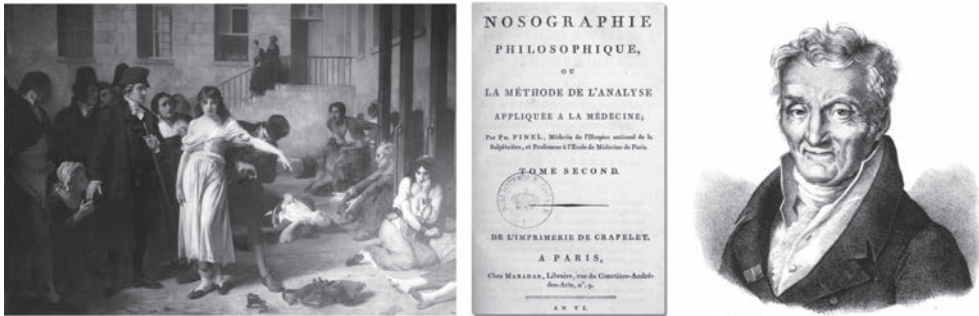 NOSOGRAPHIE
PHILOSOPHIQUE,
OU
LA MÉTHODE DE L'ANALYSE
APPLIQUÉE A LA MÉDECINE;
Par PH. PINEL, Médecin de l'Hospice national de la
Salpêtrière, et Professeur à l'École de Médecine de Paris.
TOME SECOND.
DE L'IMPRIMERIE DE CRAPELET.
A PARIS,
Chez MARADAN, Libraire, rue du Cimetière-André-
des-Arts, n°. 9.
AN VI.